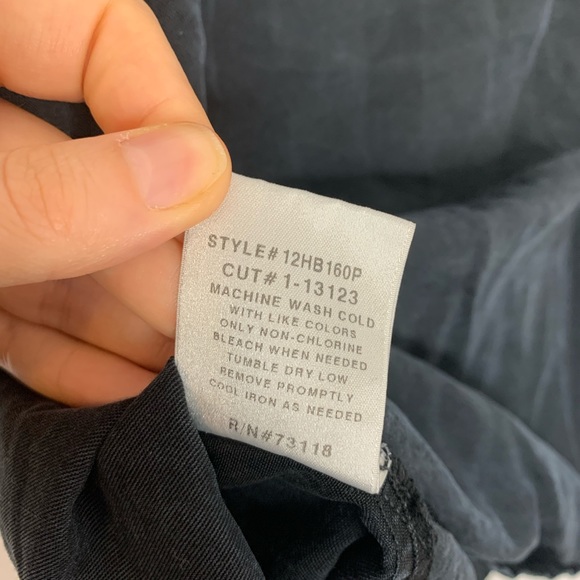 STYLE# 12HB160P
CUT# 1-13123
MACHINE WASH COLD
WITH LIKE COLORS
ONLY NON-CHLORINE
BLEACH WHEN NEEDED
TUMBLE DRY LOW
REMOVE PROMPTLY
COOL IRON AS NEEDED
R/N#73118